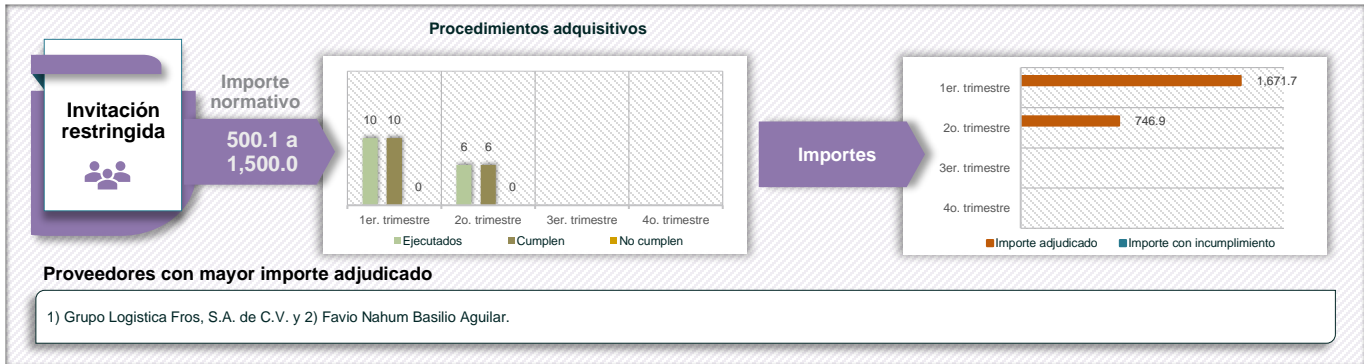 Procedimientos adquisitivos
Invitación
restringida
Importe
normativo
500.1 a
1,500.0
10 10
0
6 6
0
1er. trimestre 2o. trimestre 3er. trimestre 4o. trimestre
Ejecutados Cumplen No cumplen
Importes
1er. trimestre 1,671.7
2o. trimestre 746.9
3er. trimestre
4o. trimestre
Importe adjudicado Importe con incumplimiento
Proveedores con mayor importe adjudicado
1) Grupo Logistica Fros, S.A. de C.V. y 2) Favio Nahum Basilio Aguilar.